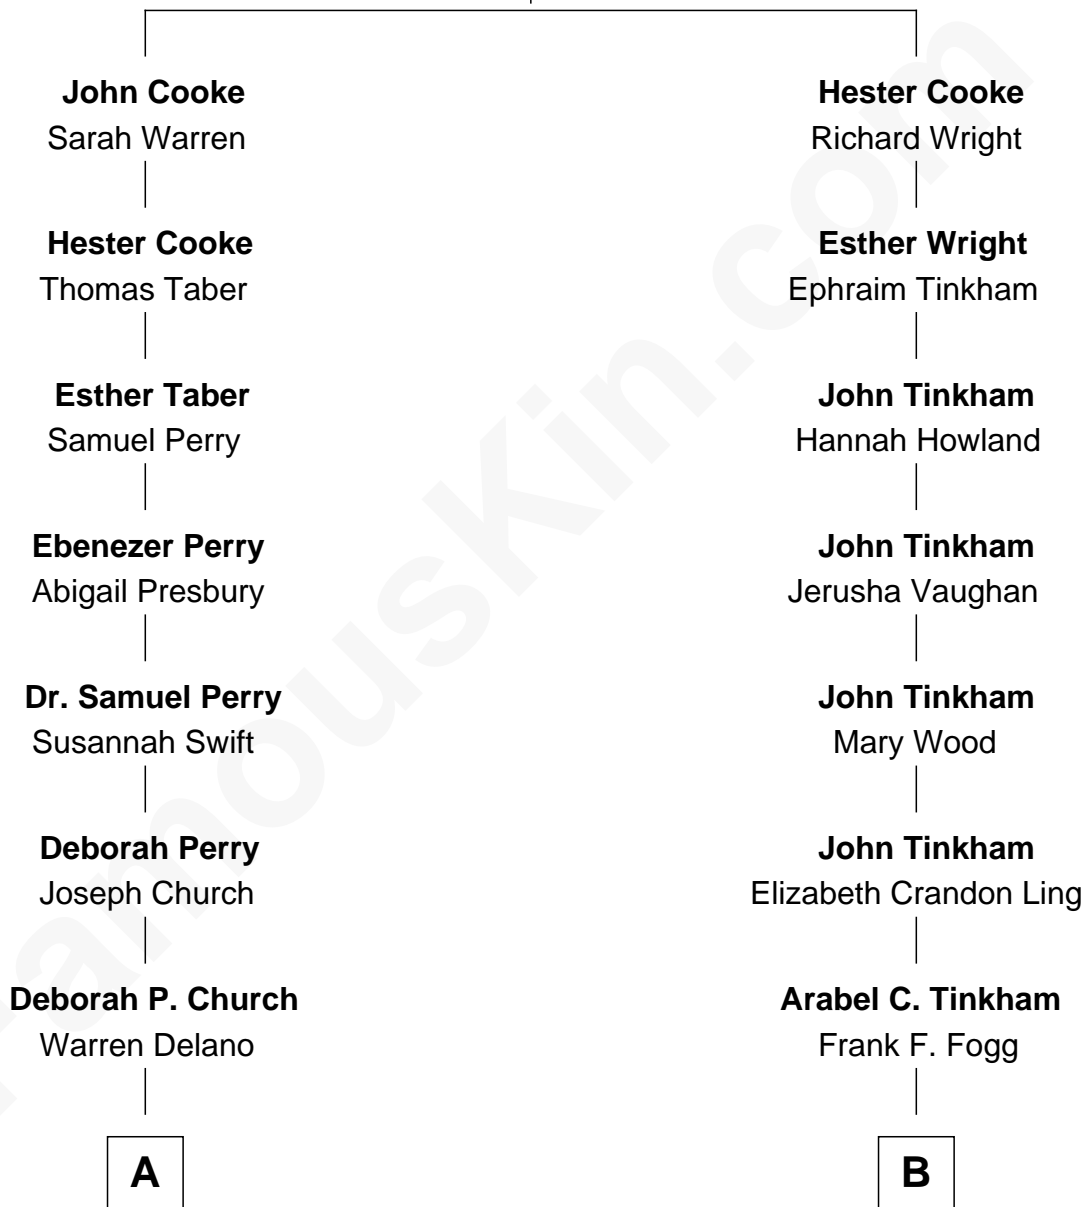 John Cooke
Sarah Warren
Hester Cooke
Richard Wright
Hester Cooke
Thomas Taber
Esther Wright
Ephraim Tinkham
Esther Taber
Samuel Perry
John Tinkham
Hannah Howland
Ebenezer Perry
Abigail Presbury
John Tinkham
Jerusha Vaughan
Dr. Samuel Perry
Susannah Swift
John Tinkham
Mary Wood
Deborah Perry
Joseph Church
John Tinkham
Elizabeth Crandon Ling
Deborah P. Church
Warren Delano
Arabel C. Tinkham
Frank F. Fogg
A
B
FamousKin.com